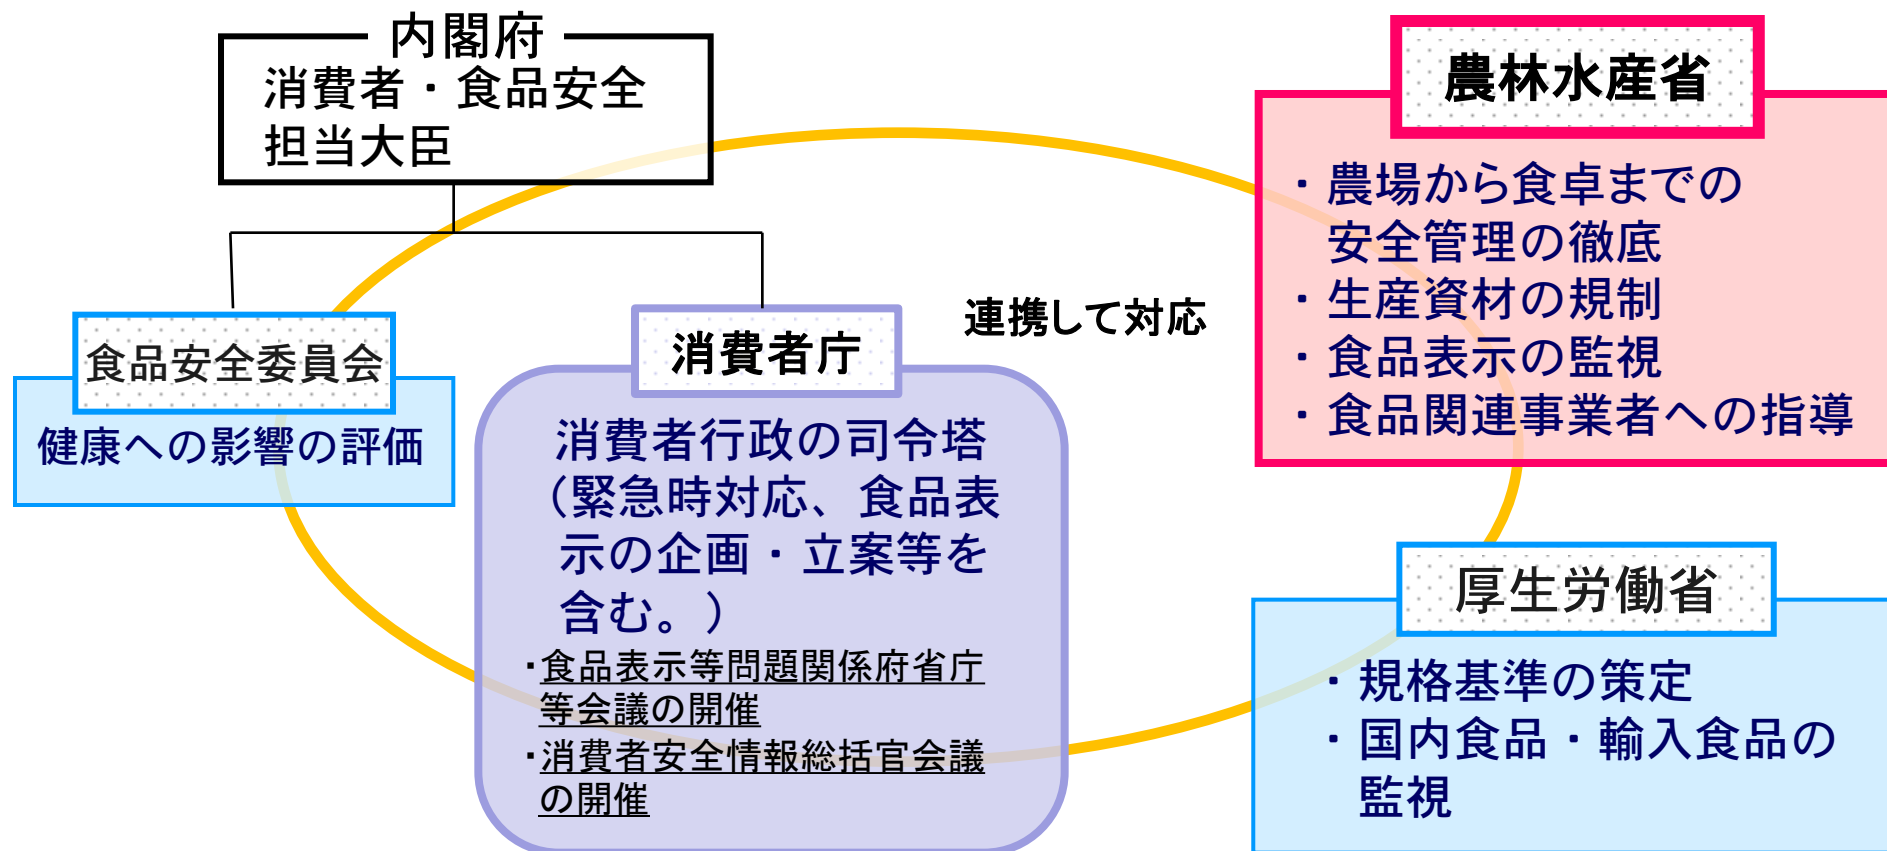 内閣府
消費者・食品安全
担当大臣
食品安全委員会
健康への影響の評価
消費者庁
消費者行政の司令塔
（緊急時対応、食品表
示の企画・立案等を
含む。）
・食品表示等問題関係府省庁
等会議の開催
・消費者安全情報総括官会議
の開催
連携して対応
農林水産省
・農場から食卓までの
安全管理の徹底
・生産資材の規制
・食品表示の監視
・食品関連事業者への指導
厚生労働省
・規格基準の策定
・国内食品・輸入食品の
監視